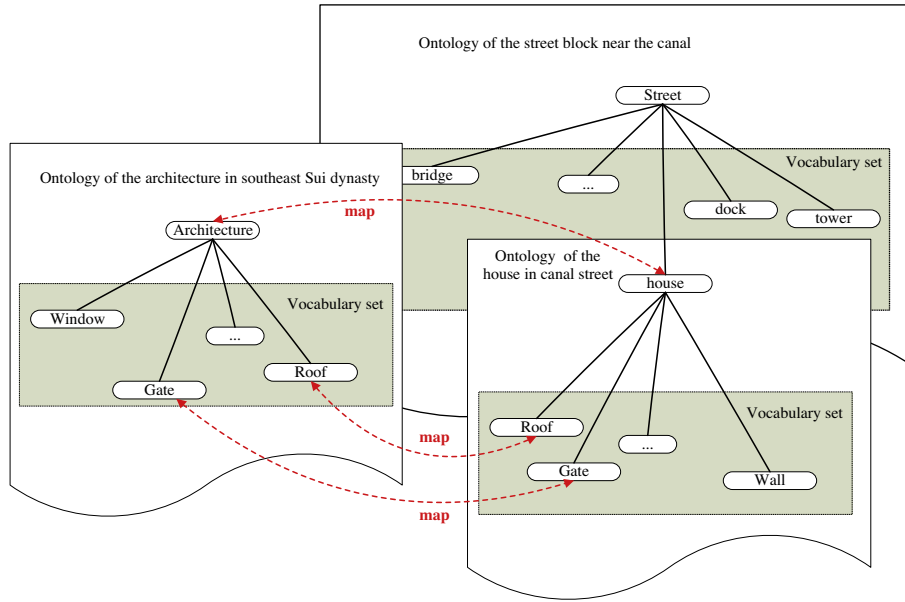 Ontology of the street block near the canal
Street
Vocabulary set
bridge
...
dock
tower
Ontology of the architecture in southeast Sui dynasty
map
Architecture
Vocabulary set
Window
...
Roof
Gate
Ontology of the
house in canal street
house
Vocabulary set
Roof
...
Gate
Wall
map
map